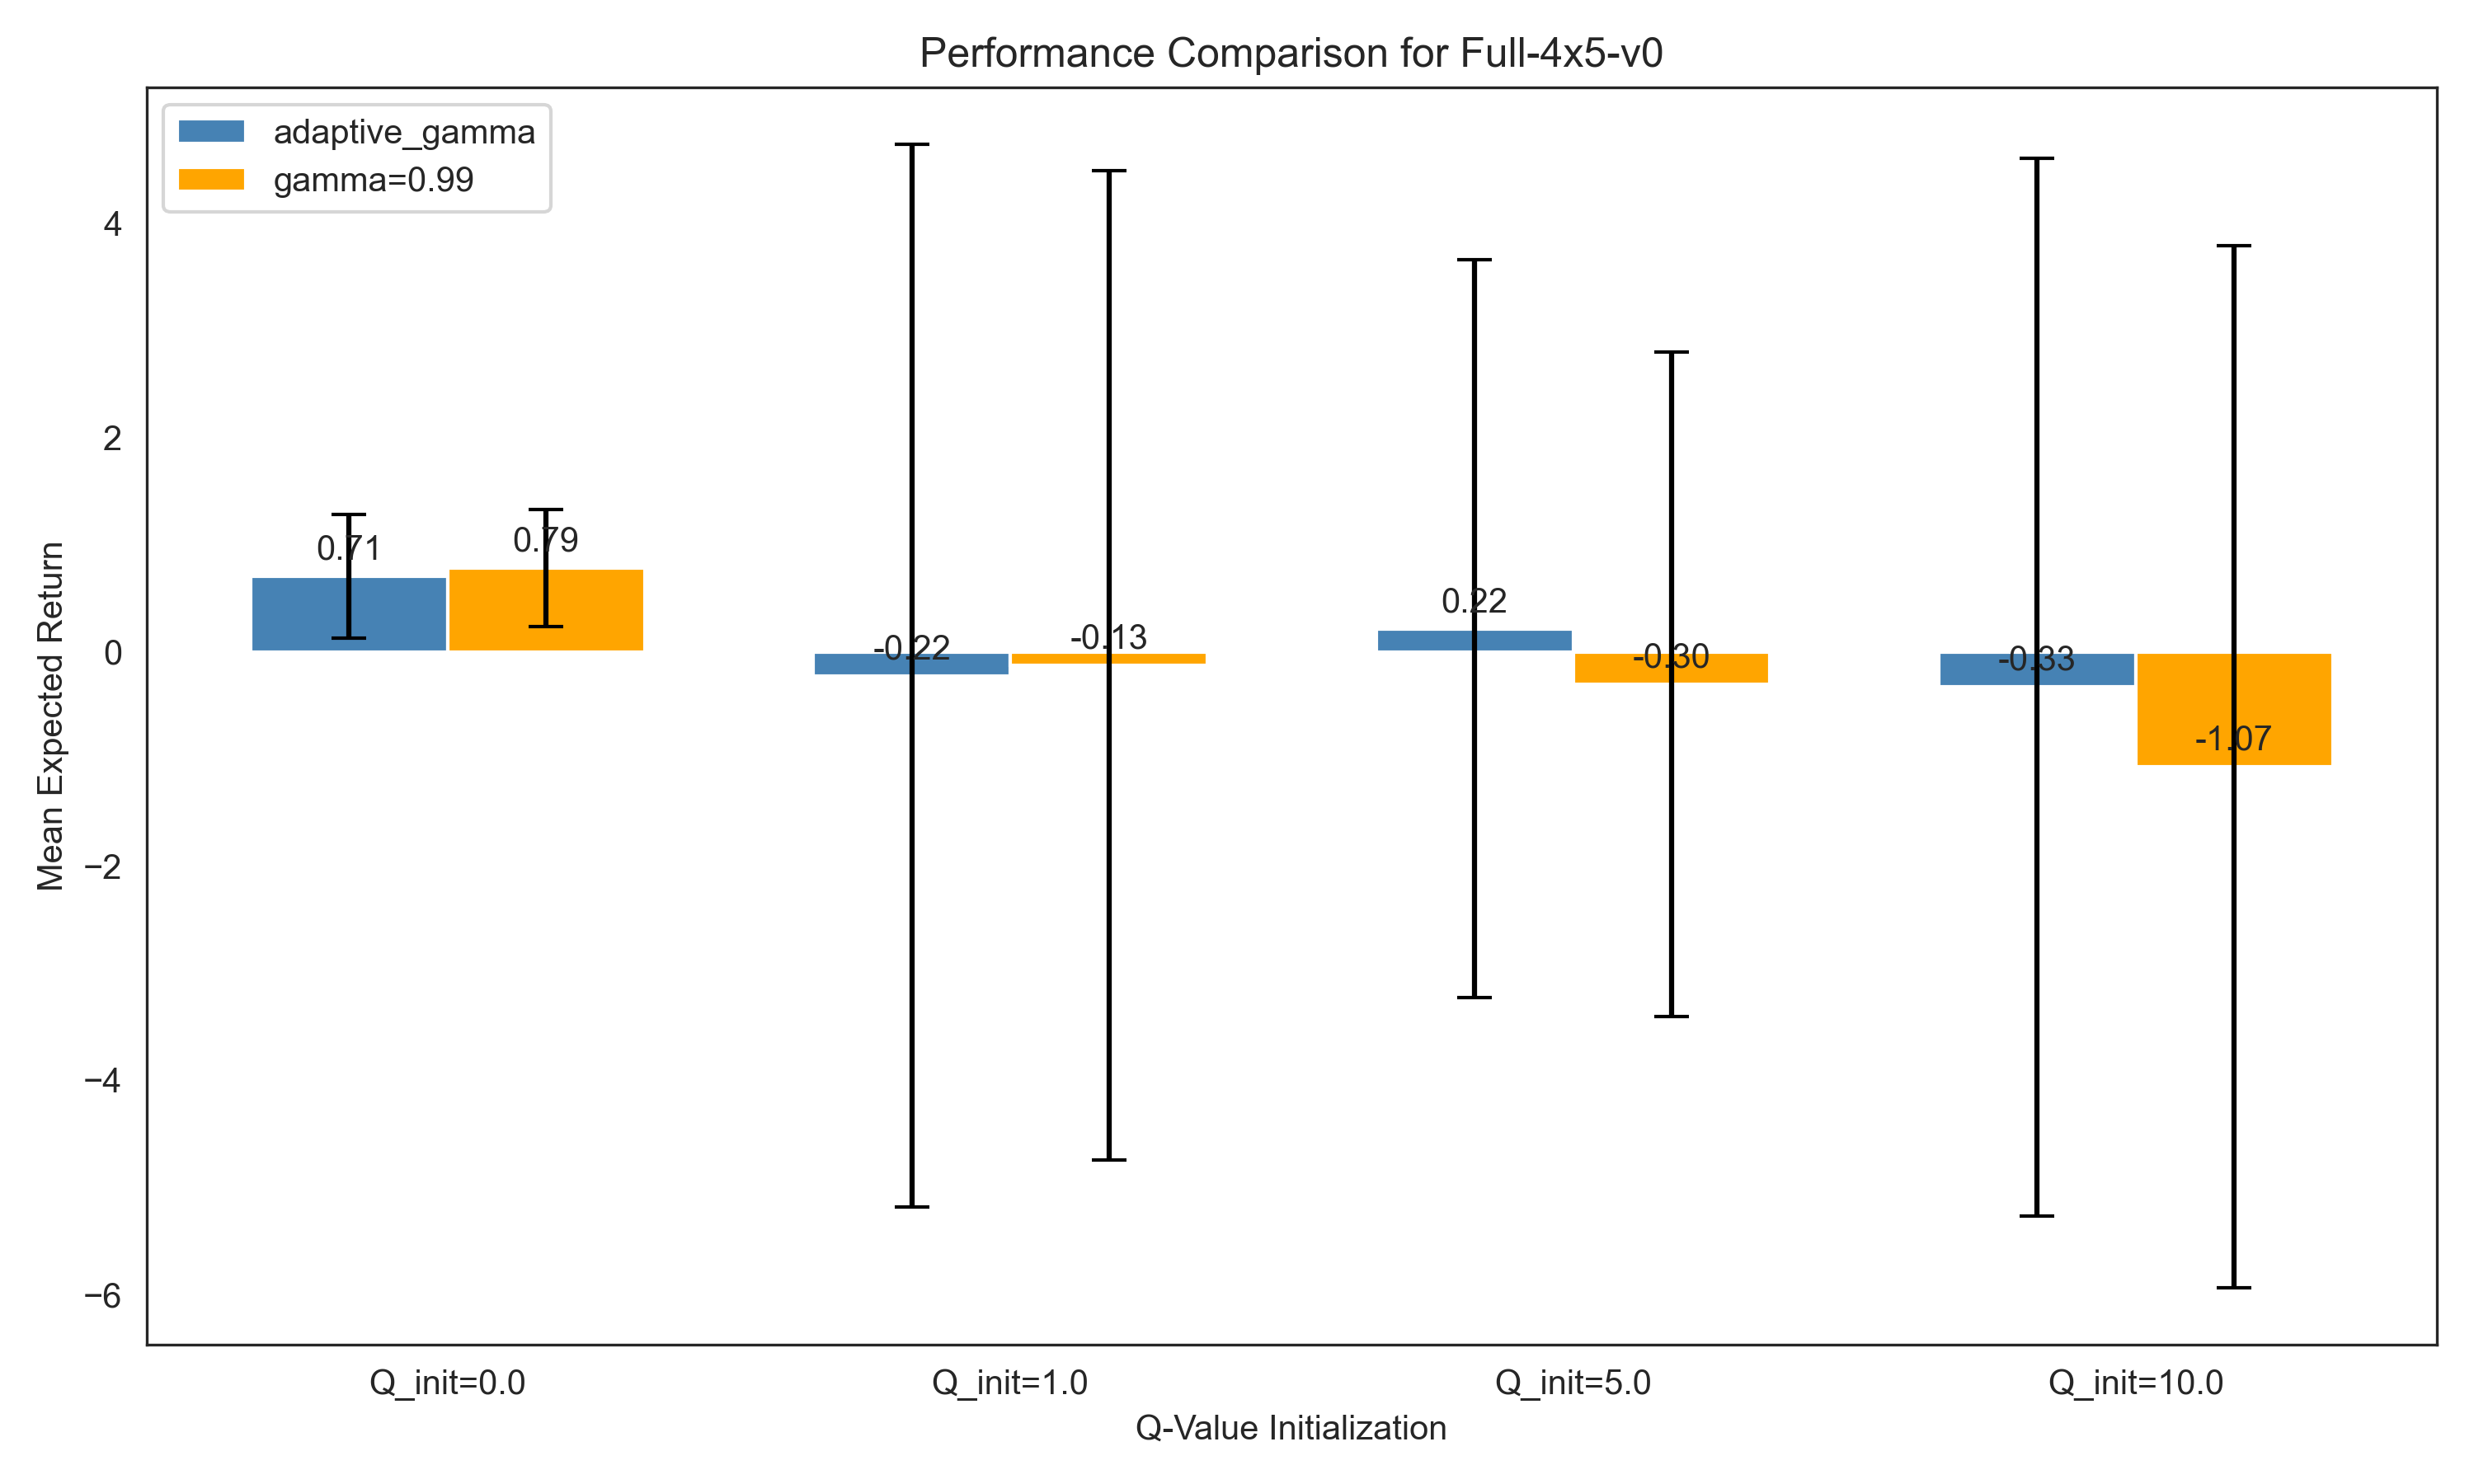 Performance Comparison for Full-4x5-v0
adaptive_gamma
gamma=0.99
Mean Expected Return
4
2
0
−2
−4
−6
0.71
0.79
-0.22
-0.13
0.22
-0.30
-0.33
-1.07
Q_init=0.0
Q_init=1.0
Q_init=5.0
Q_init=10.0
Q-Value Initialization